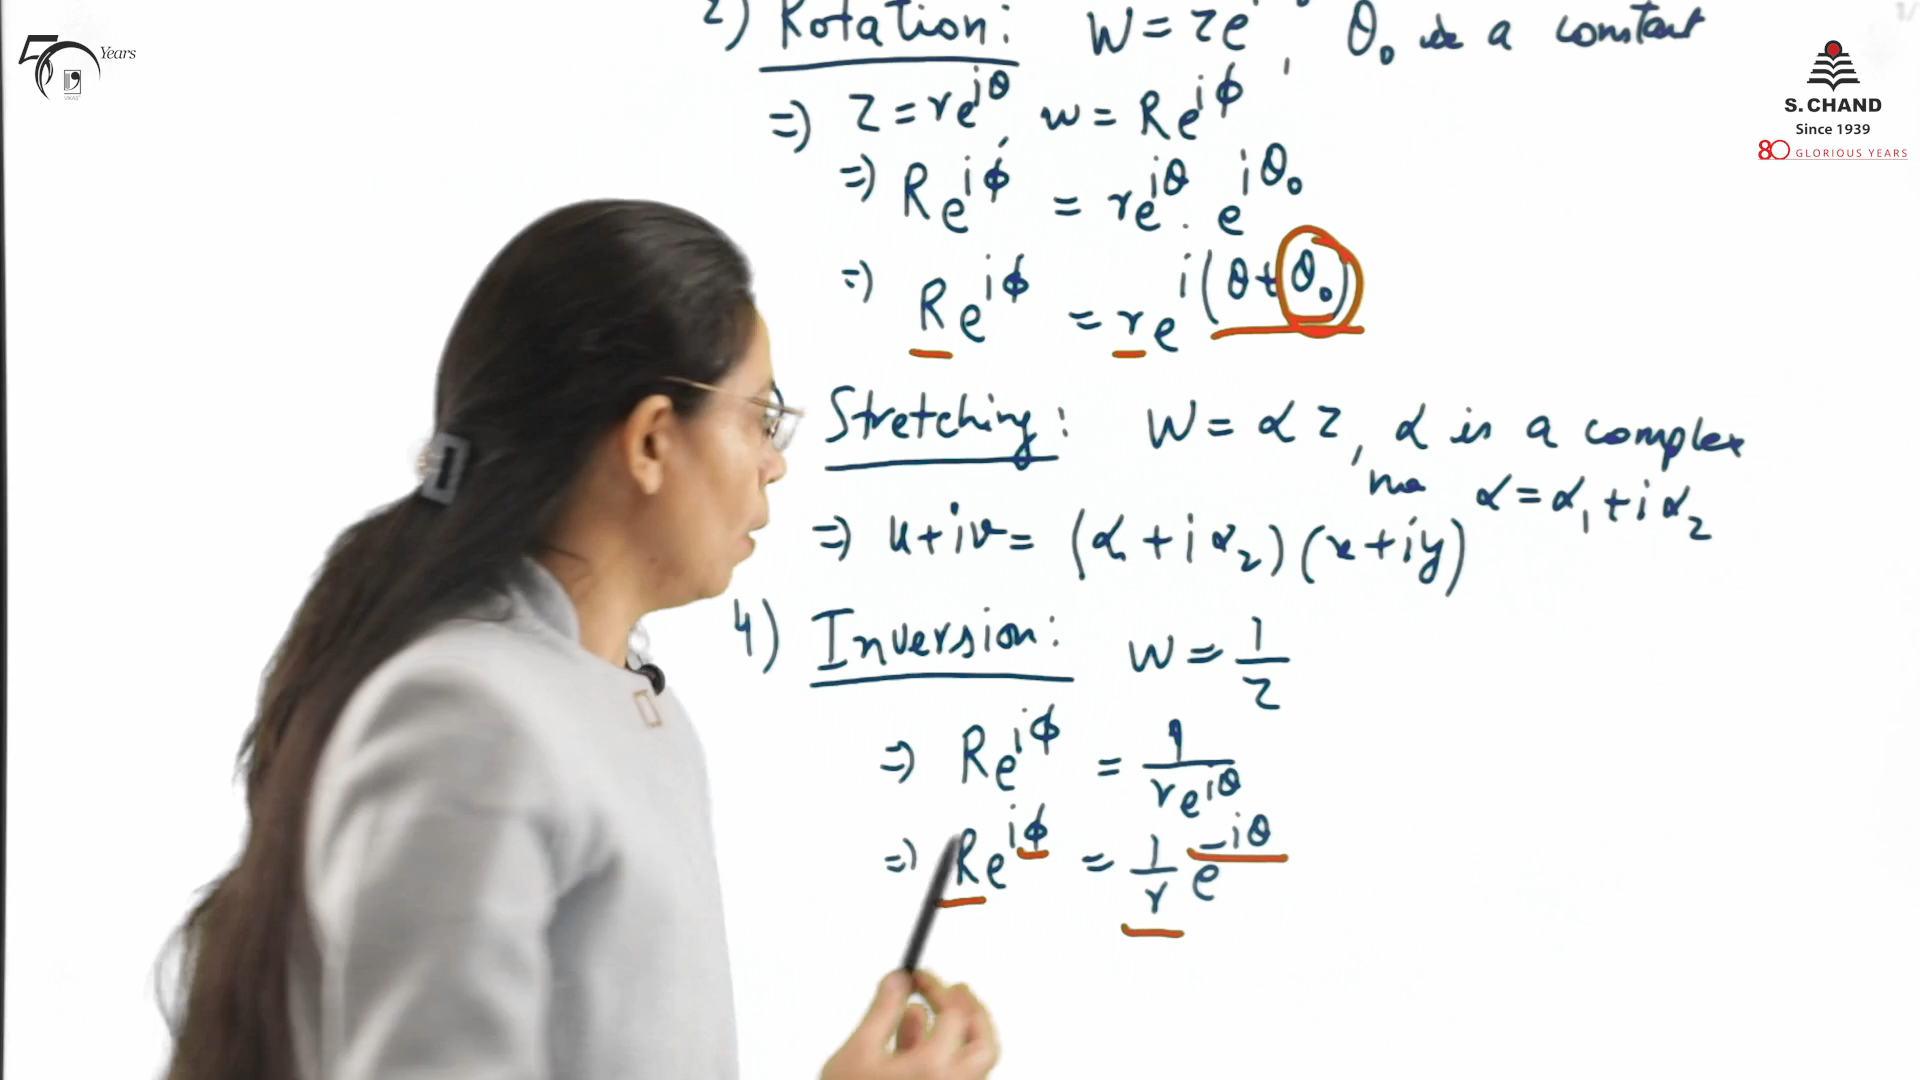 50 Years
VIKAS
S. CHAND
Since 1939
80 GLORIOUS YEARS
2) Rotation: W = ze^i , θ₀ is a constant
⇒ z = re^iθ, w = Re^iϕ
⇒ Re^iϕ = re^iθ . e^iθ₀
⇒ Re^iϕ = re^i(θ+θ₀)
Stretching: W = αz, α is a complex
no α = α₁ + iα₂
⇒ u+iv = (α₁ + iα₂)(x+iy)
4) Inversion: W = 1/z
⇒ Re^iϕ = 1/re^iθ
⇒ Re^iϕ = 1/r e^-iθ